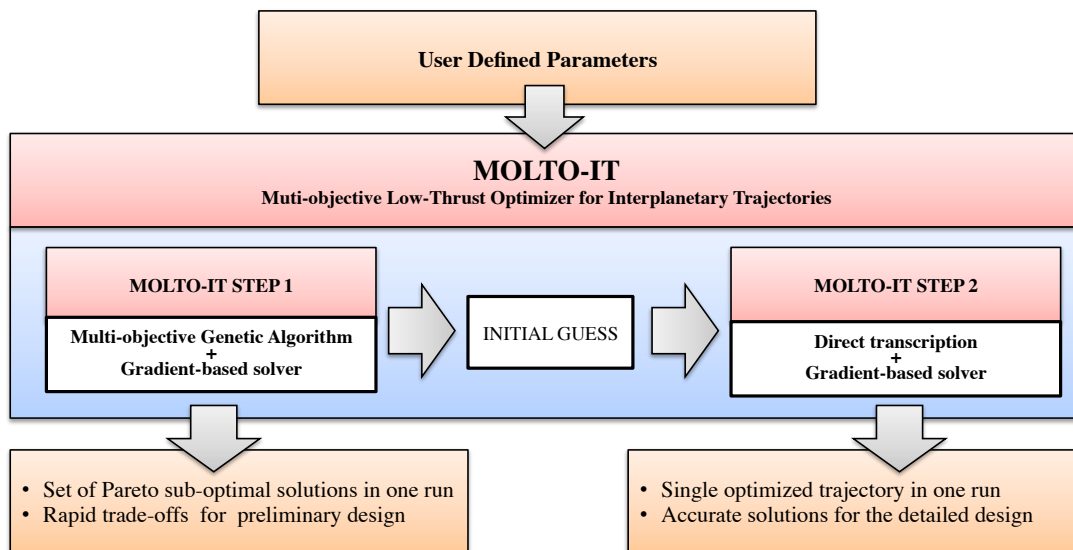 User Defined Parameters
MOLTO-IT
Muti-objective Low-Thrust Optimizer for Interplanetary Trajectories
MOLTO-IT STEP 1
Multi-objective Genetic Algorithm
+
Gradient-based solver
INITIAL GUESS
MOLTO-IT STEP 2
Direct transcription
+
Gradient-based solver
• Set of Pareto sub-optimal solutions in one run
• Rapid trade-offs for preliminary design
• Single optimized trajectory in one run
• Accurate solutions for the detailed design